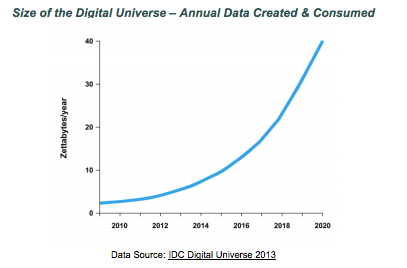 Size of the Digital Universe – Annual Data Created & Consumed
40
30
20
10
0
Zettabytes/year
2010 2012 2014 2016 2018 2020
Data Source: IDC Digital Universe 2013